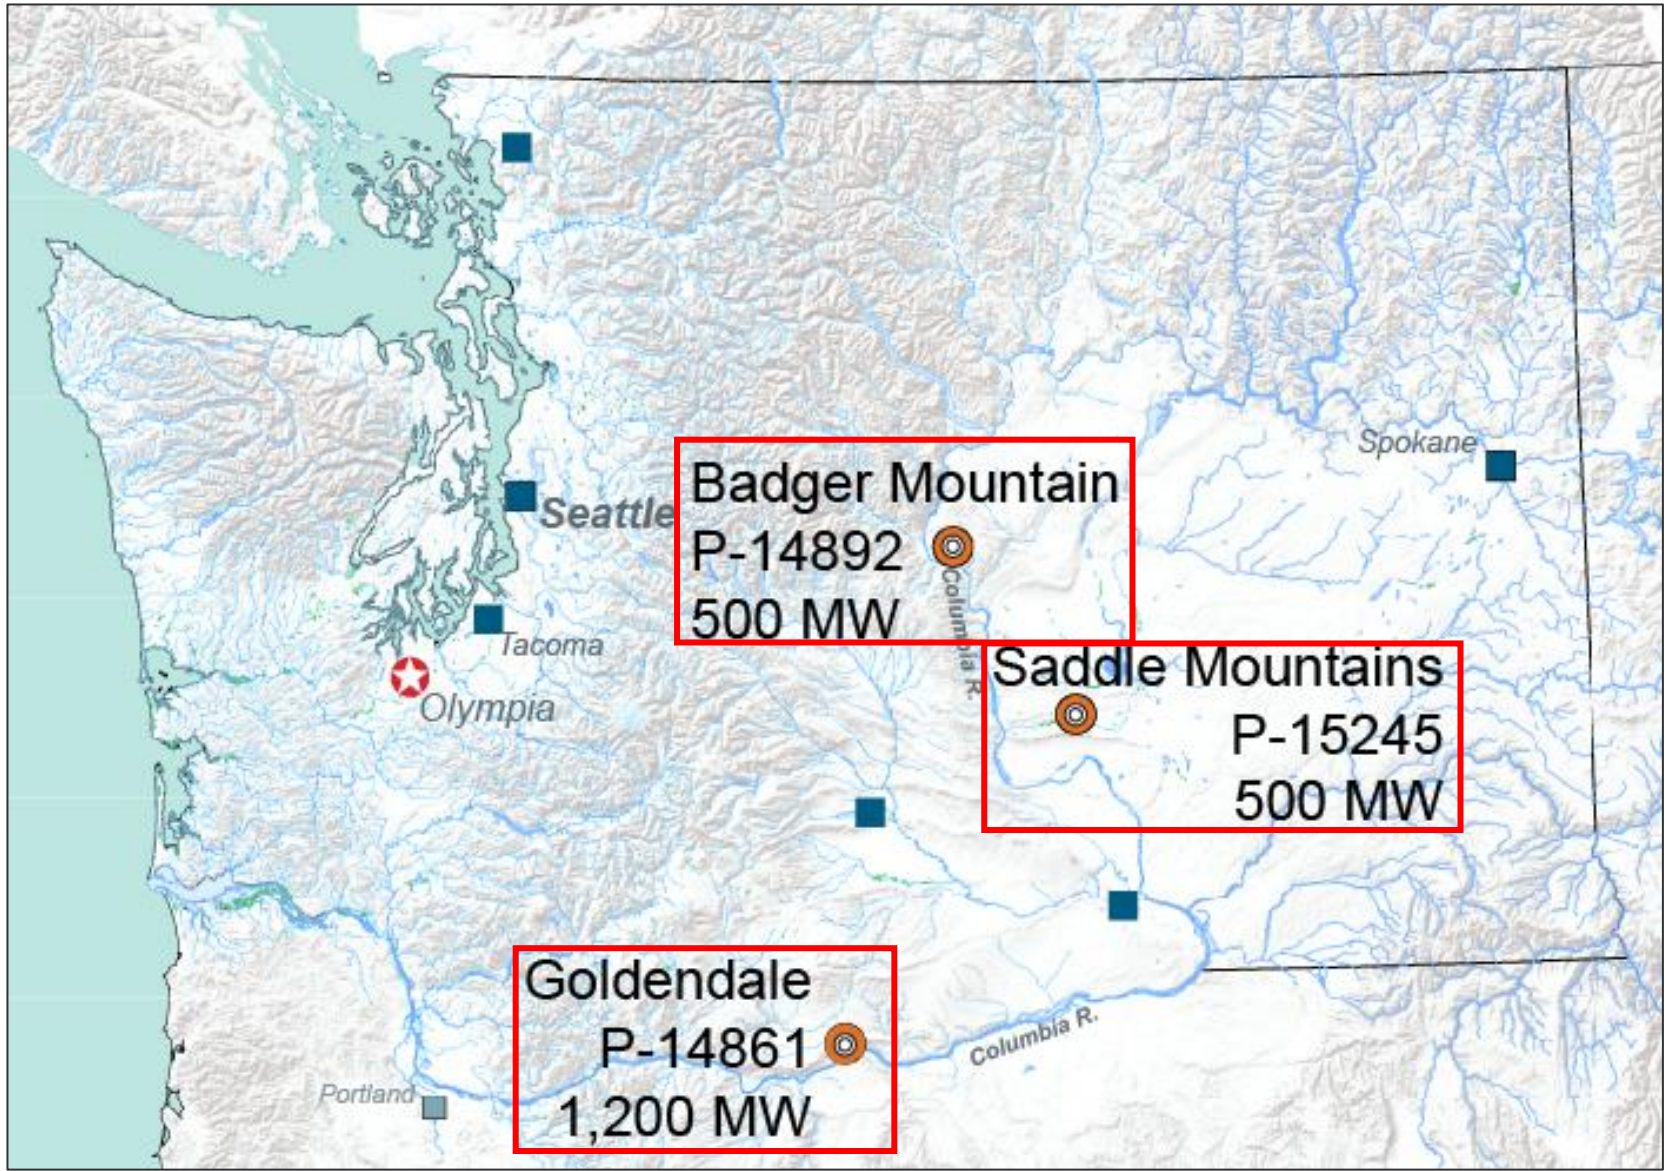 Spokane
Badger Mountain
P-14892
500 MW
Seattle
Columbia R.
Tacoma
Saddle Mountains
P-15245
500 MW
Olympia
Goldendale
P-14861
1,200 MW
Columbia R.
Portland